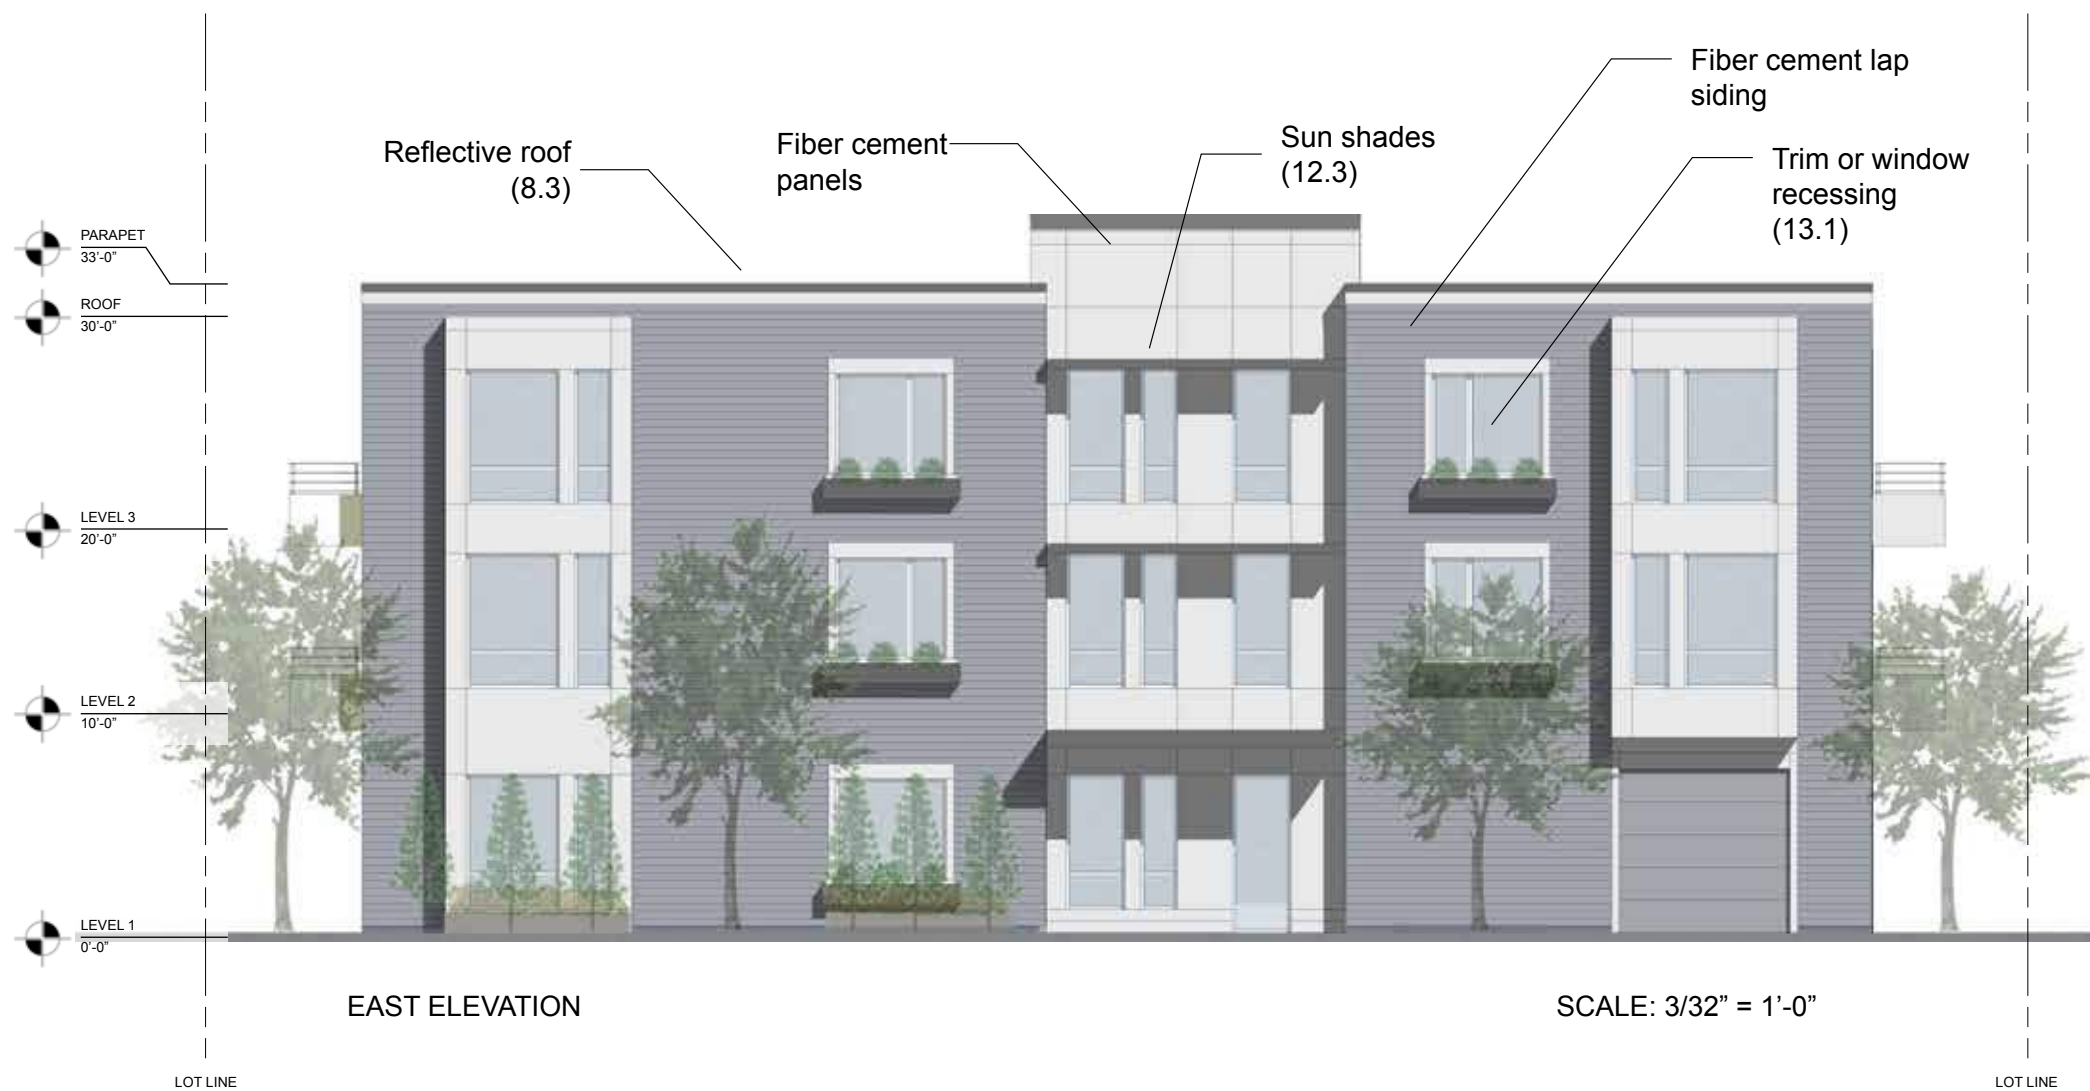 Fiber cement lap
siding
Reflective roof
(8.3)
Fiber cement
panels
Sun shades
(12.3)
Trim or window
recessing
(13.1)
PARAPET
33'-0”
ROOF
30'-0”
LEVEL 3
20'-0”
LEVEL 2
10'-0”
LEVEL 1
0'-0”
EAST ELEVATION
SCALE: 3/32” = 1’-0”
LOT LINE
LOT LINE